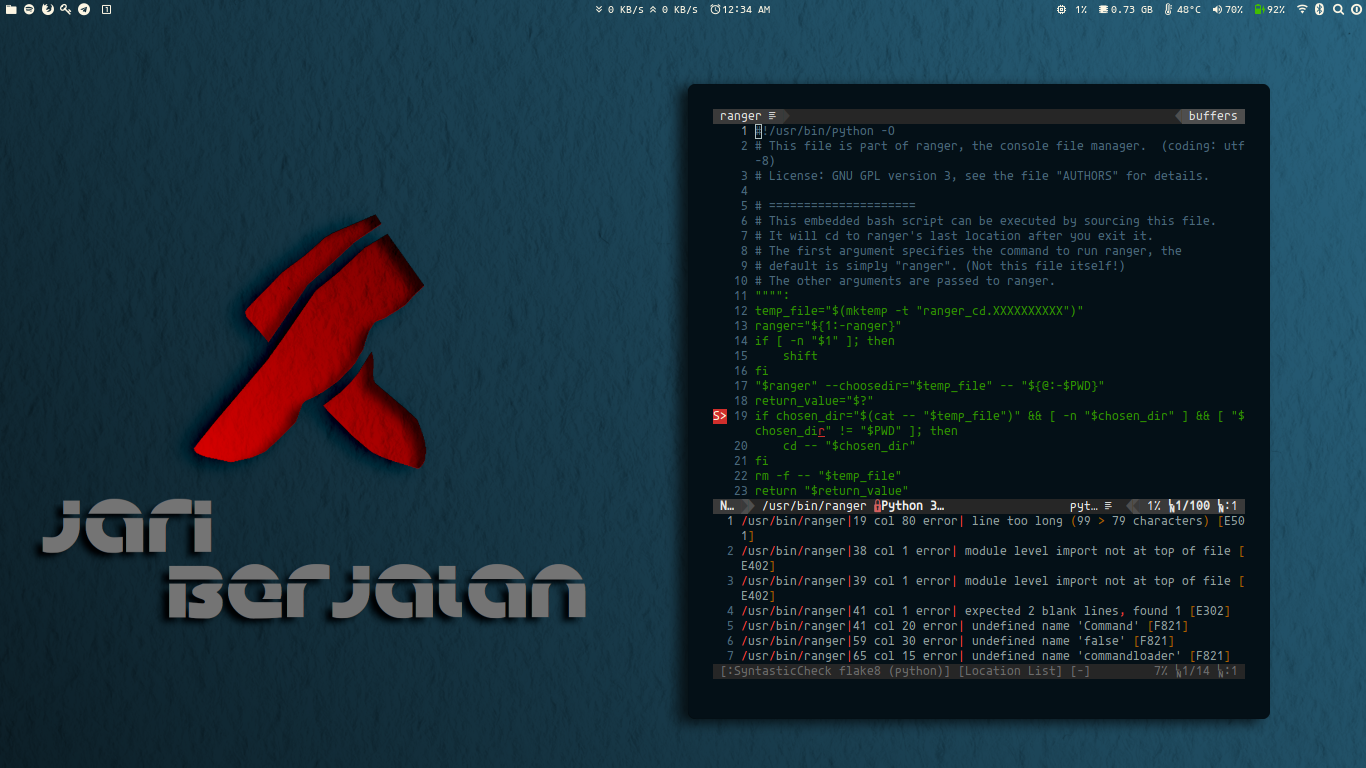 1
0 KB/s 0 KB/s 12:34 AM
1% 0.73 GB 48°C 70% 92%
Jari
Berjalan
ranger buffers
1 #!/usr/bin/python -O
2 # This file is part of ranger, the console file manager.  (coding: utf
-8)
3 # License: GNU GPL version 3, see the file "AUTHORS" for details.
4
5 # =====================
6 # This embedded bash script can be executed by sourcing this file.
7 # It will cd to ranger's last location after you exit it.
8 # The first argument specifies the command to run ranger, the
9 # default is simply "ranger". (Not this file itself!)
10 # The other arguments are passed to ranger.
11 """":
12 temp_file="$(mktemp -t "ranger_cd.XXXXXXXXXX")"
13 ranger="${1:-ranger}"
14 if [ -n "$1" ]; then
15     shift
16 fi
17 "$ranger" --choosedir="$temp_file" -- "${@:-$PWD}"
18 return_value="$?"
S> 19 if chosen_dir="$(cat -- "$temp_file")" && [ -n "$chosen_dir" ] && [ "$
chosen_dir" != "$PWD" ]; then
20     cd -- "$chosen_dir"
21 fi
22 rm -f -- "$temp_file"
23 return "$return_value"
N… /usr/bin/ranger Python 3… pyt… 1% 1/100 :1
1 /usr/bin/ranger|19 col 80 error| line too long (99 > 79 characters) [E50
1]
2 /usr/bin/ranger|38 col 1 error| module level import not at top of file [
E402]
3 /usr/bin/ranger|39 col 1 error| module level import not at top of file [
E402]
4 /usr/bin/ranger|41 col 1 error| expected 2 blank lines, found 1 [E302]
5 /usr/bin/ranger|41 col 20 error| undefined name 'Command' [F821]
6 /usr/bin/ranger|59 col 30 error| undefined name 'false' [F821]
7 /usr/bin/ranger|65 col 15 error| undefined name 'commandloader' [F821]
[:SyntasticCheck flake8 (python)] [Location List] [-] 7% 1/14 :1